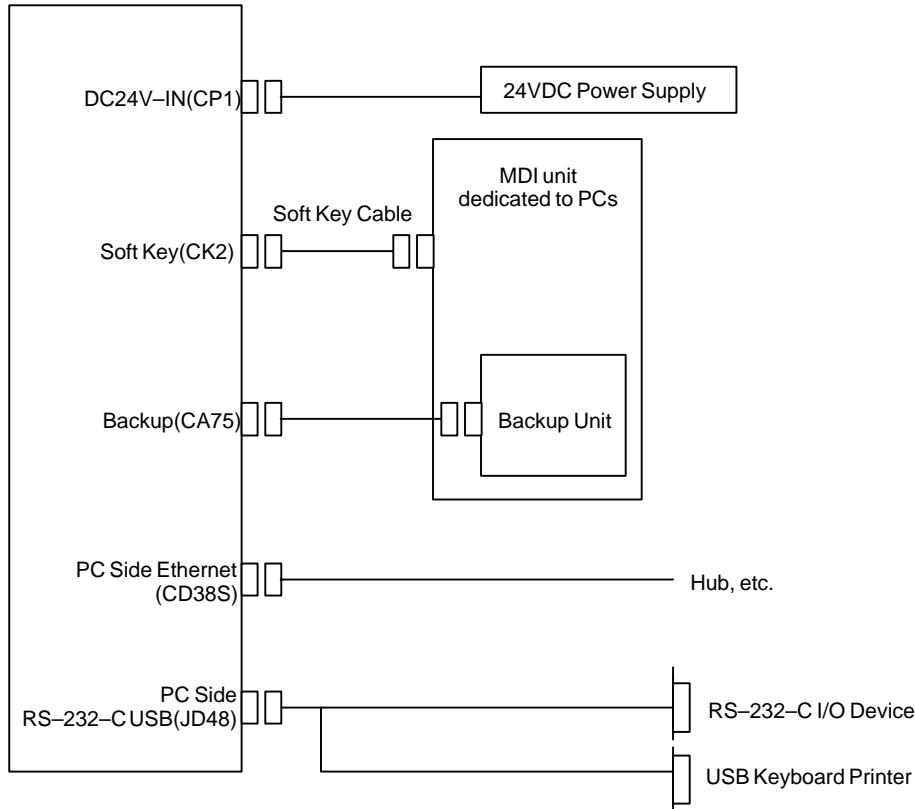 DC24V–IN(CP1)
24VDC Power Supply
MDI unit
dedicated to PCs
Soft Key Cable
Soft Key(CK2)
Backup(CA75)
Backup Unit
PC Side Ethernet
(CD38S)
Hub, etc.
PC Side
RS–232–C USB(JD48)
RS–232–C I/O Device
USB Keyboard Printer